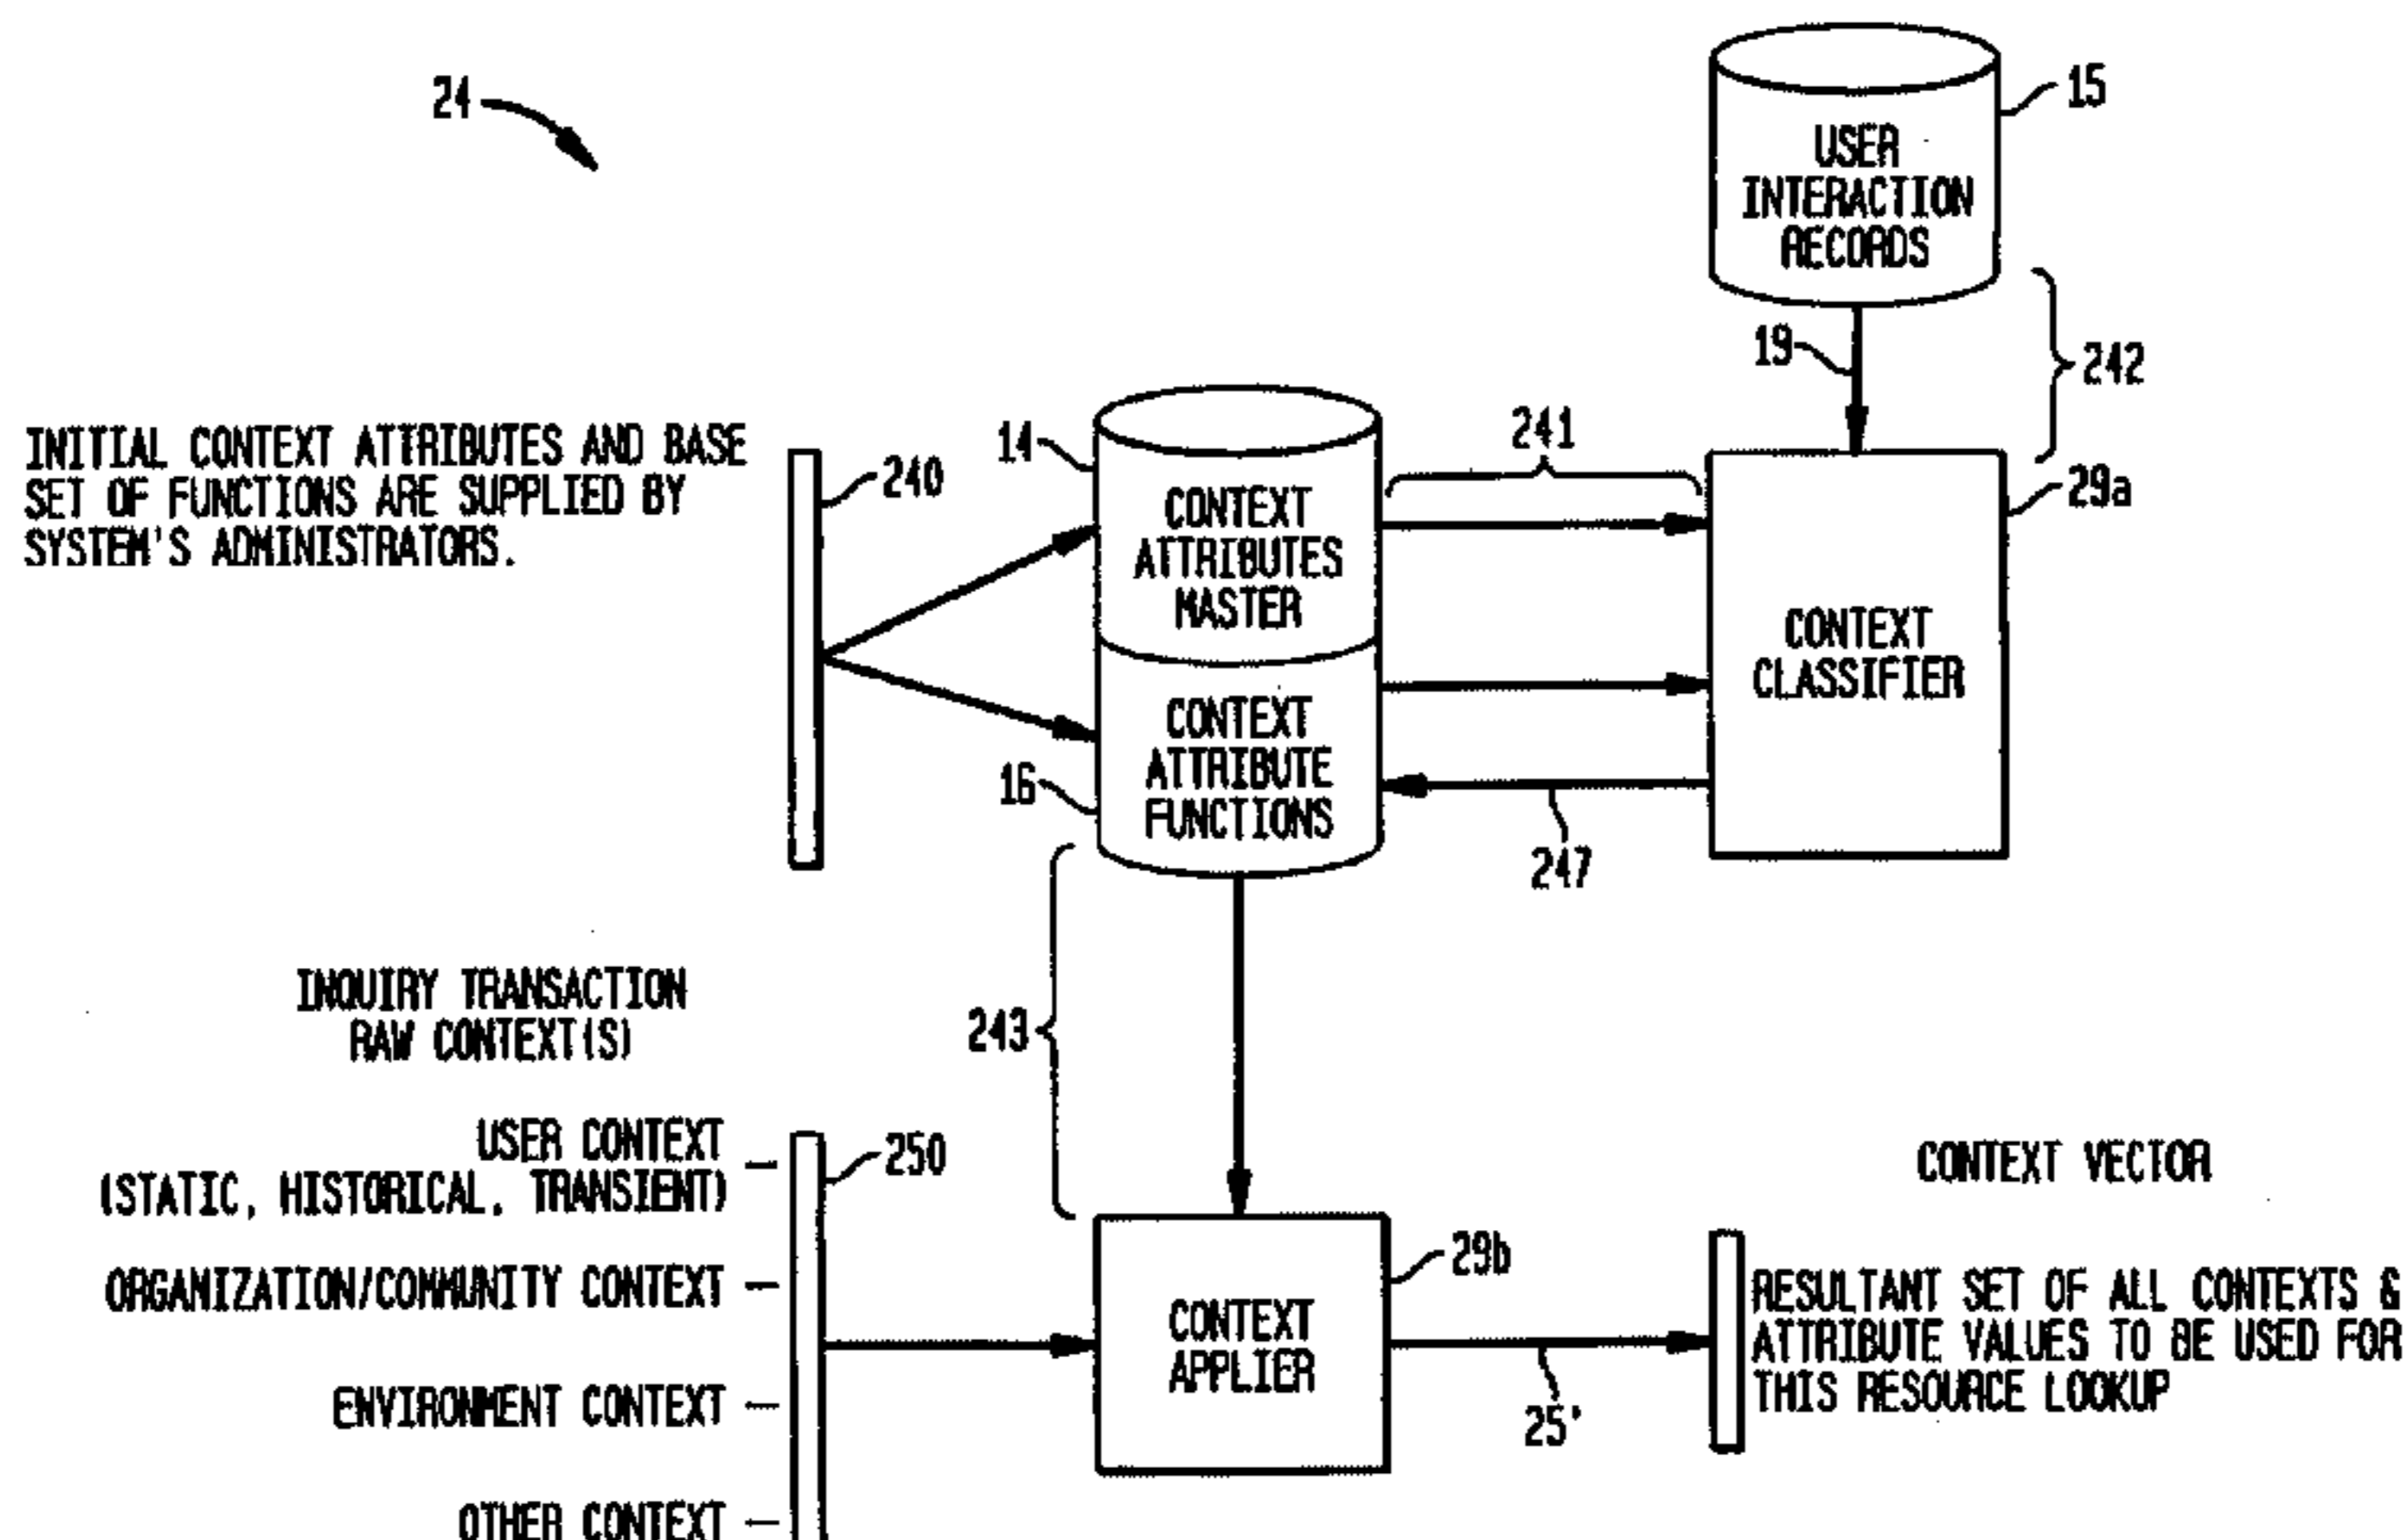 24
15
USER
INTERACTION
RECORDS
19
242
INITIAL CONTEXT ATTRIBUTES AND BASE
SET OF FUNCTIONS ARE SUPPLIED BY
SYSTEM'S ADMINISTRATORS.
240
14
CONTEXT
ATTRIBUTES
MASTER
241
29a
CONTEXT
CLASSIFIER
CONTEXT
ATTRIBUTE
FUNCTIONS
16
247
243
INQUIRY TRANSACTION
RAW CONTEXT(S)
USER CONTEXT
(STATIC, HISTORICAL, TRANSIENT)
ORGANIZATION/COMMUNITY CONTEXT
ENVIRONMENT CONTEXT
OTHER CONTEXT
250
29b
CONTEXT
APPLIER
25'
CONTEXT VECTOR
RESULTANT SET OF ALL CONTEXTS &
ATTRIBUTE VALUES TO BE USED FOR
THIS RESOURCE LOOKUP